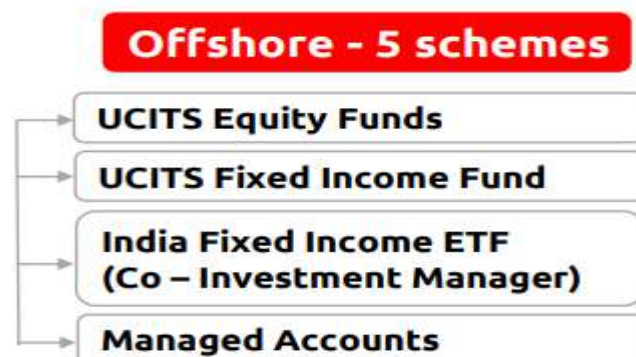 Offshore - 5 schemes
UCITS Equity Funds
UCITS Fixed Income Fund
India Fixed Income ETF
(Co – Investment Manager)
Managed Accounts